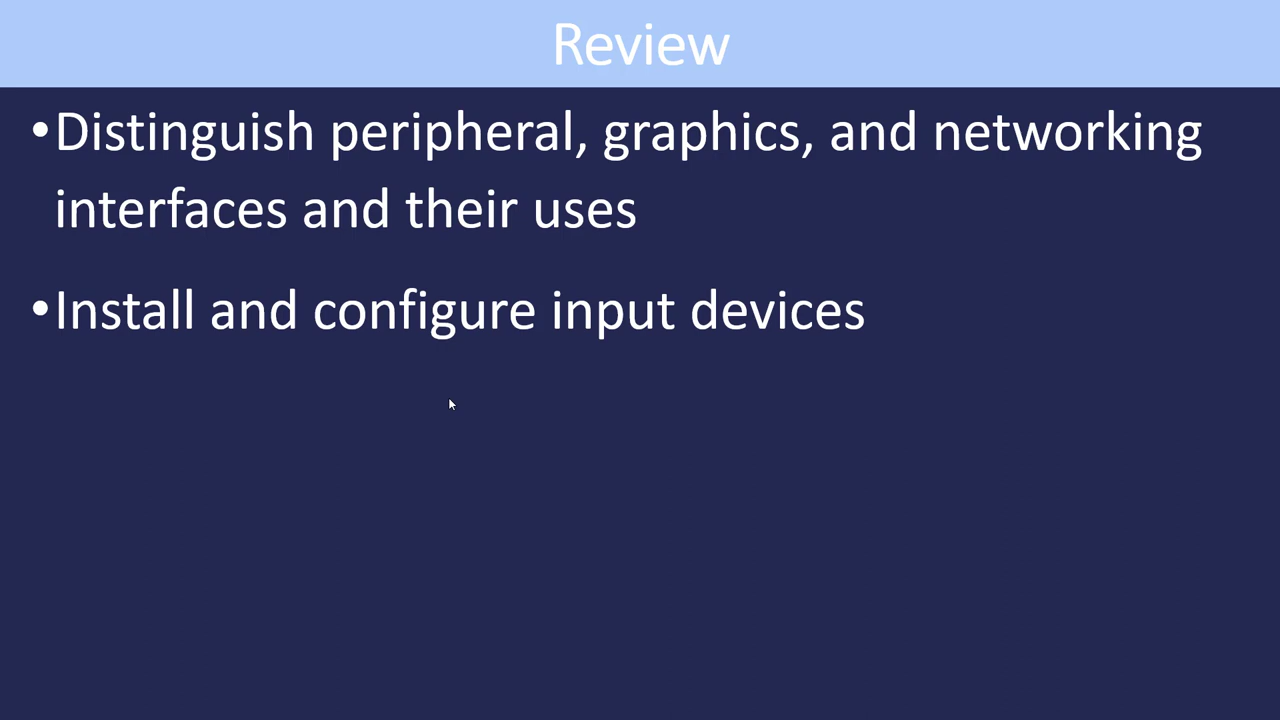 Review
•Distinguish peripheral, graphics, and networking
interfaces and their uses
•Install and configure input devices